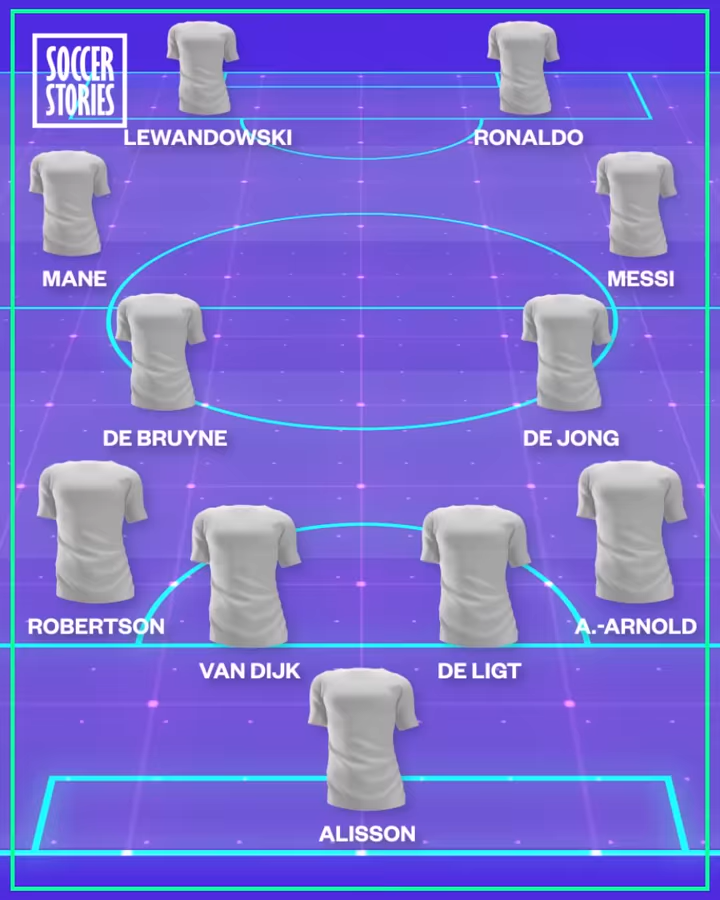 SOCCER
STORIES
LEWANDOWSKI
RONALDO
MANE
MESSI
DE BRUYNE
DE JONG
ROBERTSON
A.-ARNOLD
VAN DIJK
DE LIGT
ALISSON